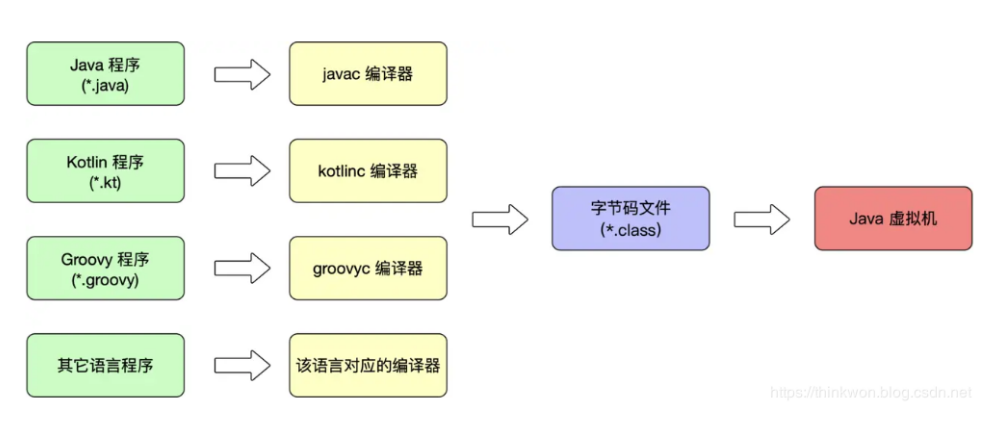 Java 程序
(*.java)
javac 编译器
Kotlin 程序
(*.kt)
kotlinc 编译器
Groovy 程序
(*.groovy)
groovyc 编译器
其它语言程序
该语言对应的编译器
字节码文件
(*.class)
Java 虚拟机
https://thinkwon.blog.csdn.net